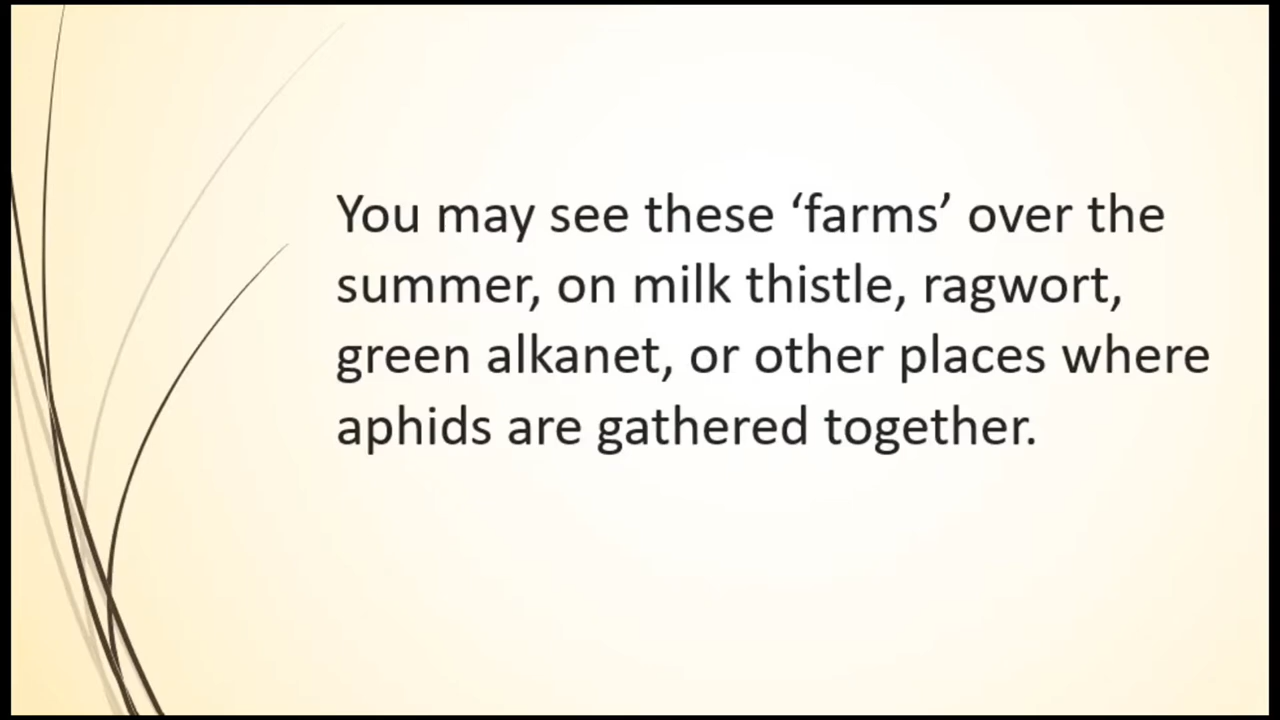 You may see these ‘farms’ over the
summer, on milk thistle, ragwort,
green alkanet, or other places where
aphids are gathered together.